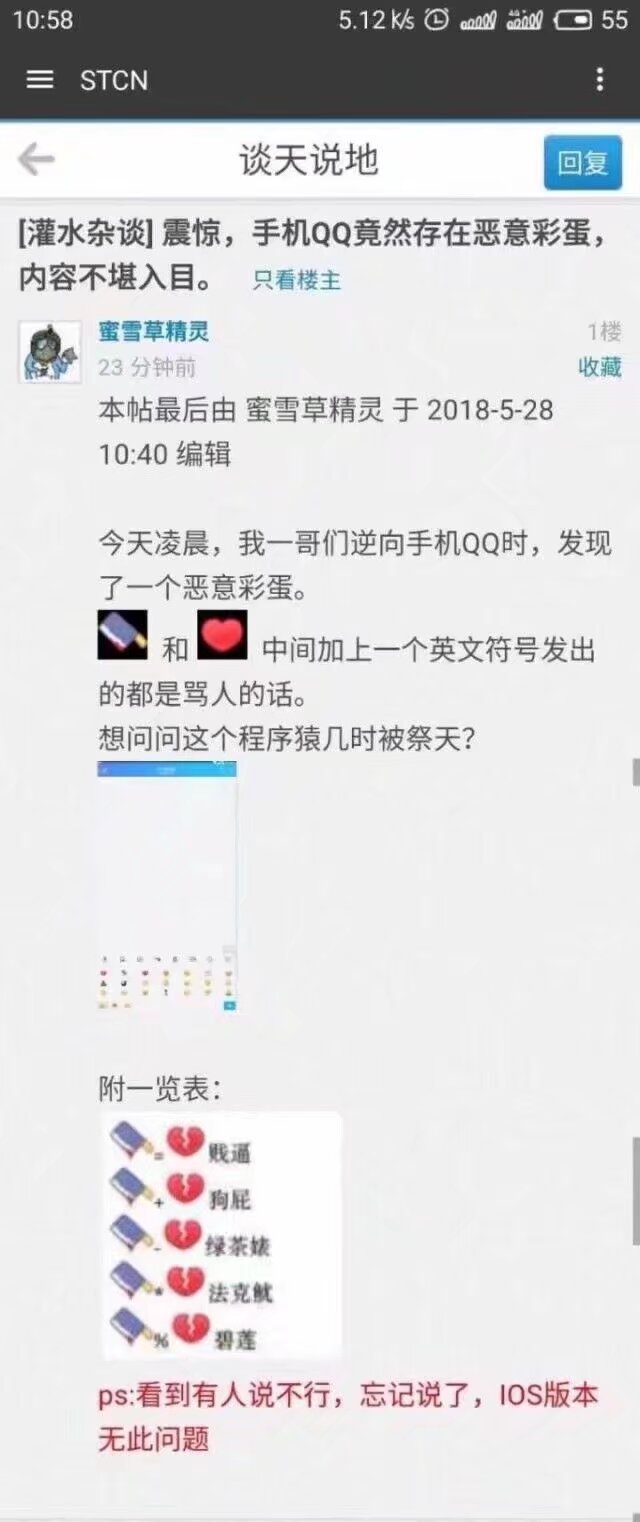 10:58 5.12 K/s 55
STCN
谈天说地 回复
[灌水杂谈] 震惊，手机QQ竟然存在恶意彩蛋，
内容不堪入目。 只看楼主
蜜雪草精灵 1楼
23 分钟前 收藏
本帖最后由 蜜雪草精灵 于 2018-5-28
10:40 编辑
今天凌晨，我一哥们逆向手机QQ时，发现
了一个恶意彩蛋。
和 中间加上一个英文符号发出
的都是骂人的话。
想问问这个程序猿几时被祭天？
附一览表：
= 贱逼
+ 狗屁
- 绿茶婊
* 法克鱿
% 碧莲
ps:看到有人说不行，忘记说了，IOS版本
无此问题